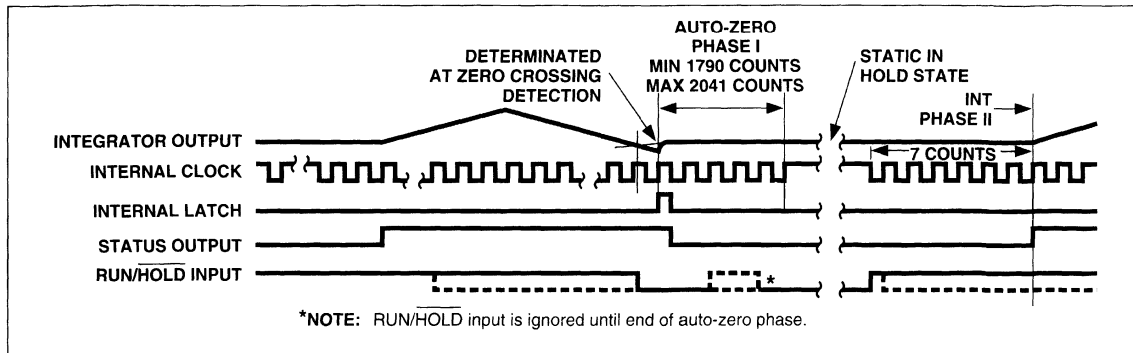 AUTO-ZERO
PHASE I
MIN 1790 COUNTS
MAX 2041 COUNTS
DETERMINATED
AT ZERO CROSSING
DETECTION
STATIC IN
HOLD STATE
INT
PHASE II
INTEGRATOR OUTPUT
7 COUNTS
INTERNAL CLOCK
INTERNAL LATCH
STATUS OUTPUT
RUN/HOLD INPUT
*
*NOTE: RUN/HOLD input is ignored until end of auto-zero phase.